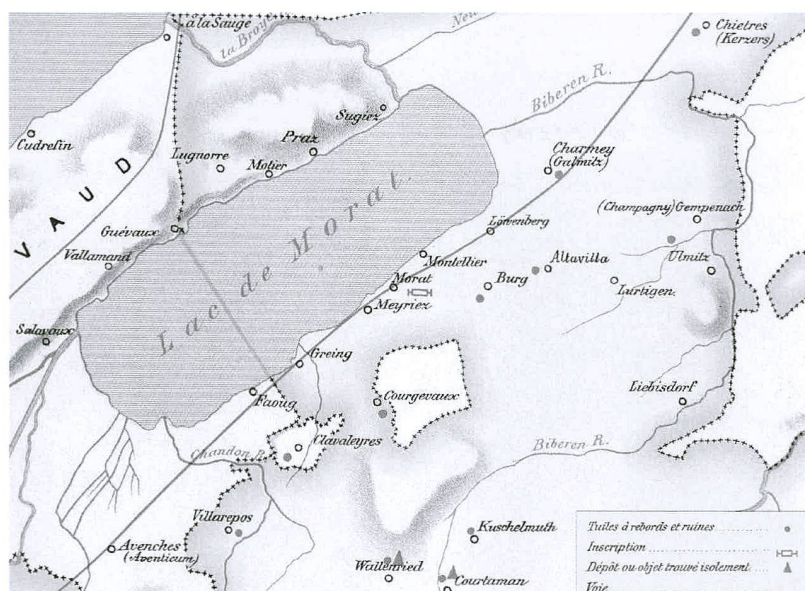 à la Sauge
la Broye
Chietres
(Kerzers)
Biberen R.
Sugiez
Cudrefin
Praz
Lugnorre
Motier
Charmey
(Galmitz)
VAUD
Lac de Morat.
(Champagny) Gempenach
Guévaux
Löwenberg
Vallamand
Montellier
Altavilla
Ulmitz
Morat
Burg
Lurtigen
Meyriez
Salavaux
Greing
Faoug
Courgevaux
Liebisdorf
Clavaleyres
Chandon R.
Biberen R.
Villarepos
Kuschelmuth
Avenches
(Aventicum)
Wallenried
Courtaman
Tuiles à rebords et ruines
Inscription
Dépôt ou objet trouvé isolement
Voie